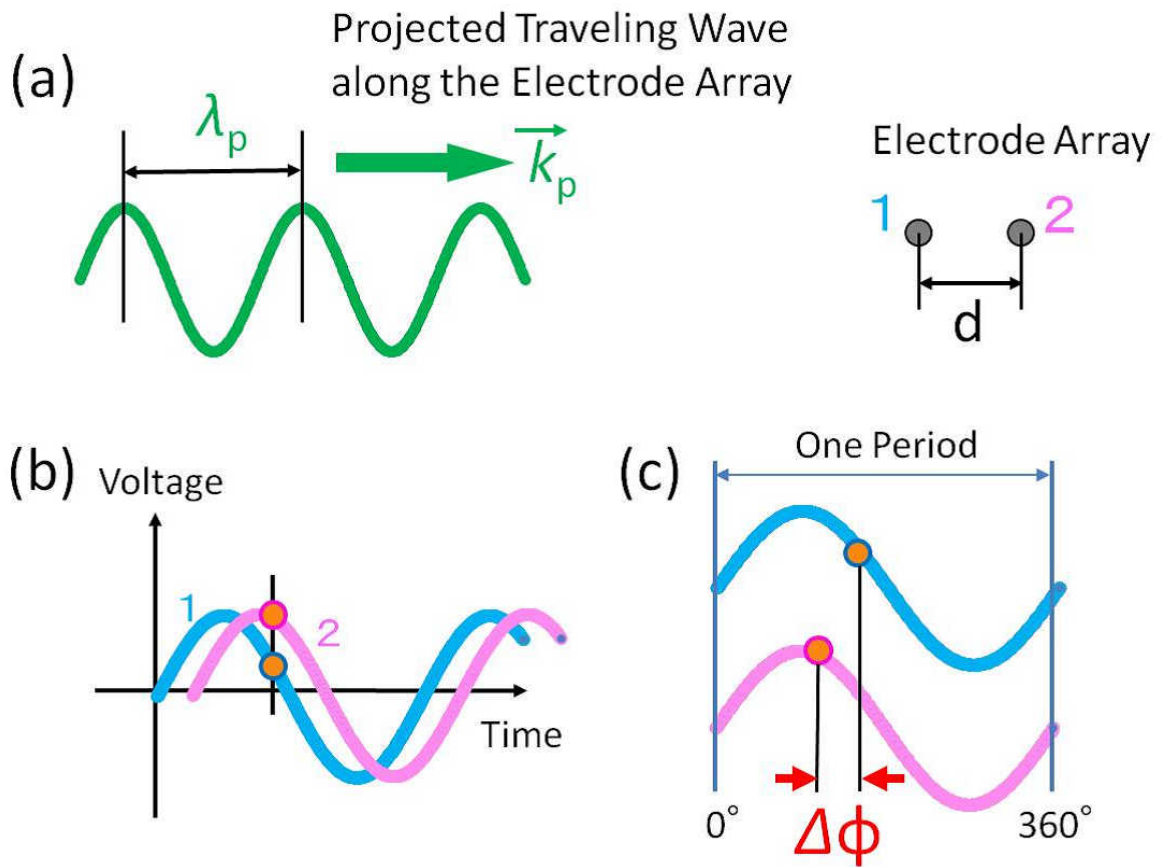 (a)
Projected Traveling Wave
along the Electrode Array
λp
k⃗p
Electrode Array
1
2
d
(b)
Voltage
1
2
Time
(c)
One Period
0°
360°
Δϕ